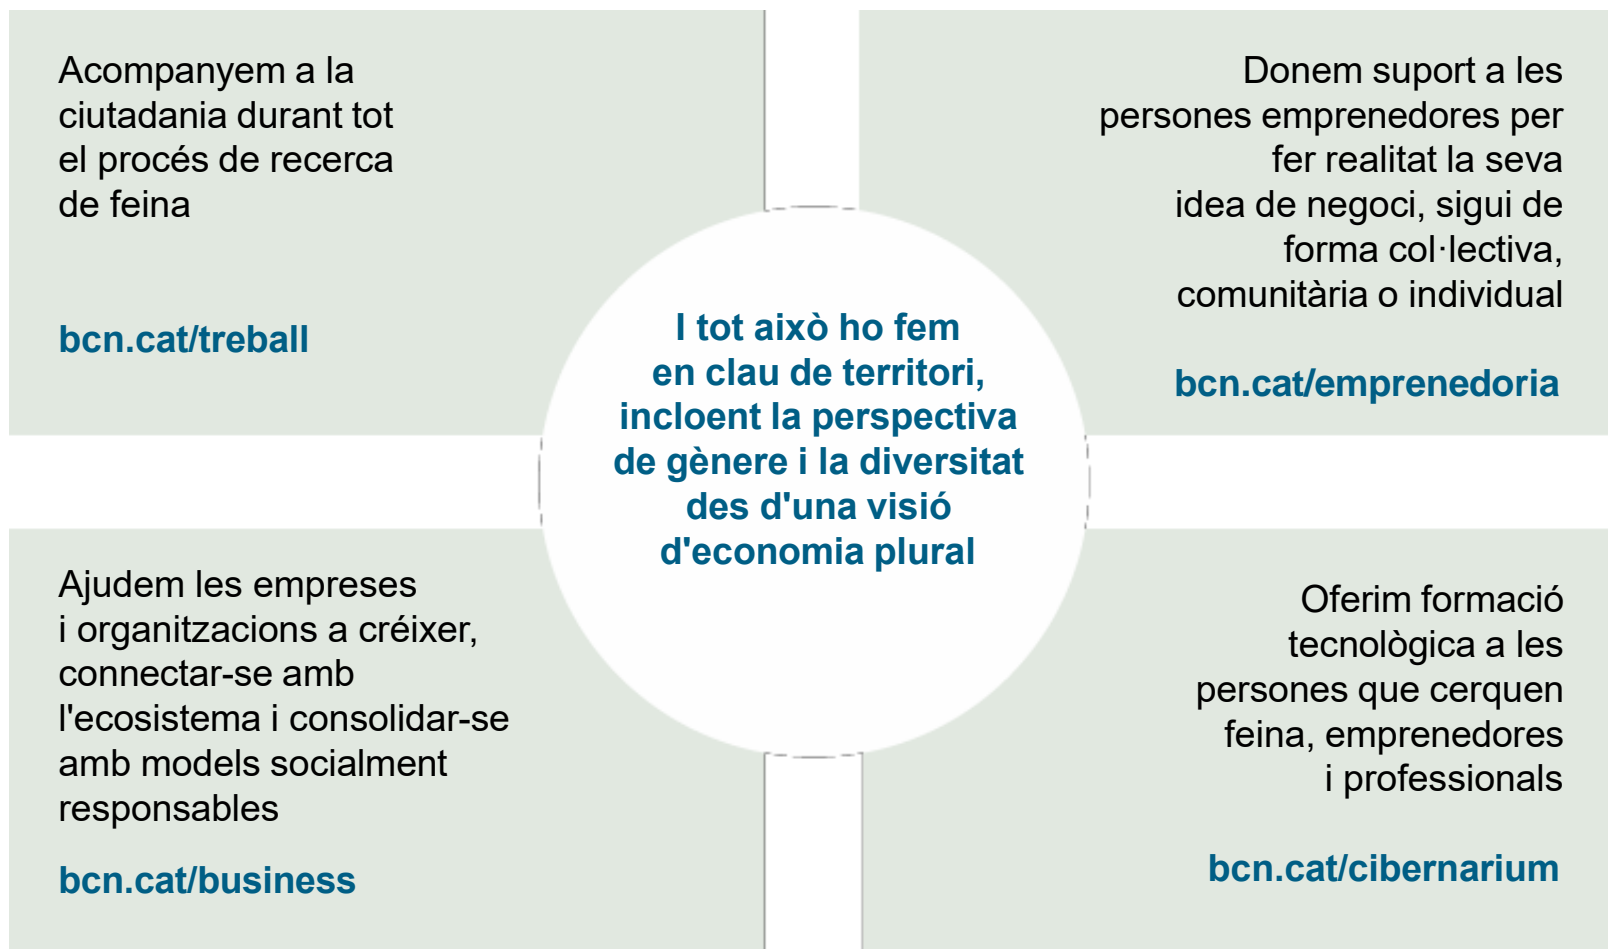 Acompanyem a la
ciutadania durant tot
el procés de recerca
de feina
bcn.cat/treball
Donem suport a les
persones emprenedores per
fer realitat la seva
idea de negoci, sigui de
forma col·lectiva,
comunitària o individual
bcn.cat/emprenedoria
I tot això ho fem
en clau de territori,
incloent la perspectiva
de gènere i la diversitat
des d'una visió
d'economia plural
Ajudem les empreses
i organitzacions a créixer,
connectar-se amb
l'ecosistema i consolidar-se
amb models socialment
responsables
bcn.cat/business
Oferim formació
tecnològica a les
persones que cerquen
feina, emprenedores
i professionals
bcn.cat/cibernarium